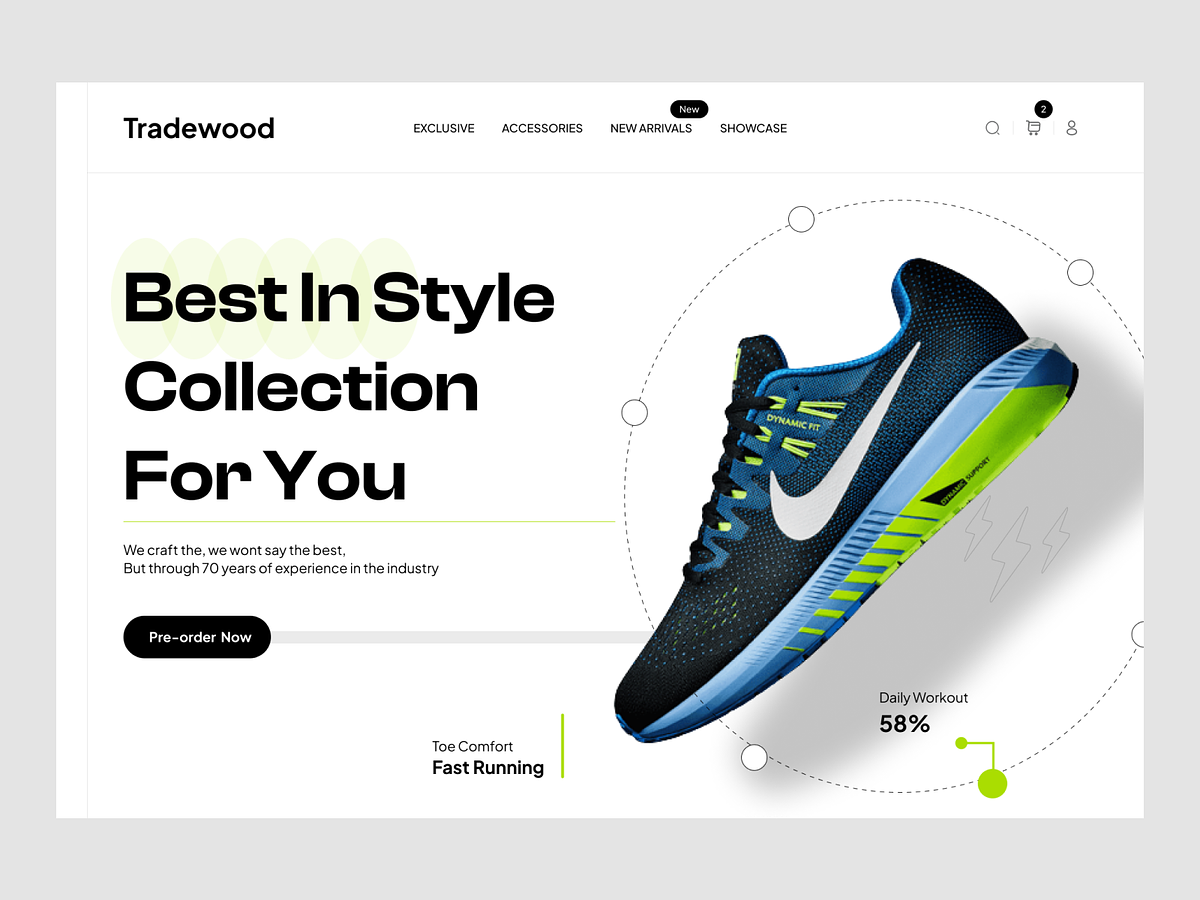 Tradewood
EXCLUSIVE
ACCESSORIES
NEW ARRIVALS
New
SHOWCASE
2
Best In Style
Collection
For You
We craft the, we wont say the best,
But through 70 years of experience in the industry
Pre-order Now
DYNAMIC FIT
DYNAMIC SUPPORT
Toe Comfort
Fast Running
Daily Workout
58%